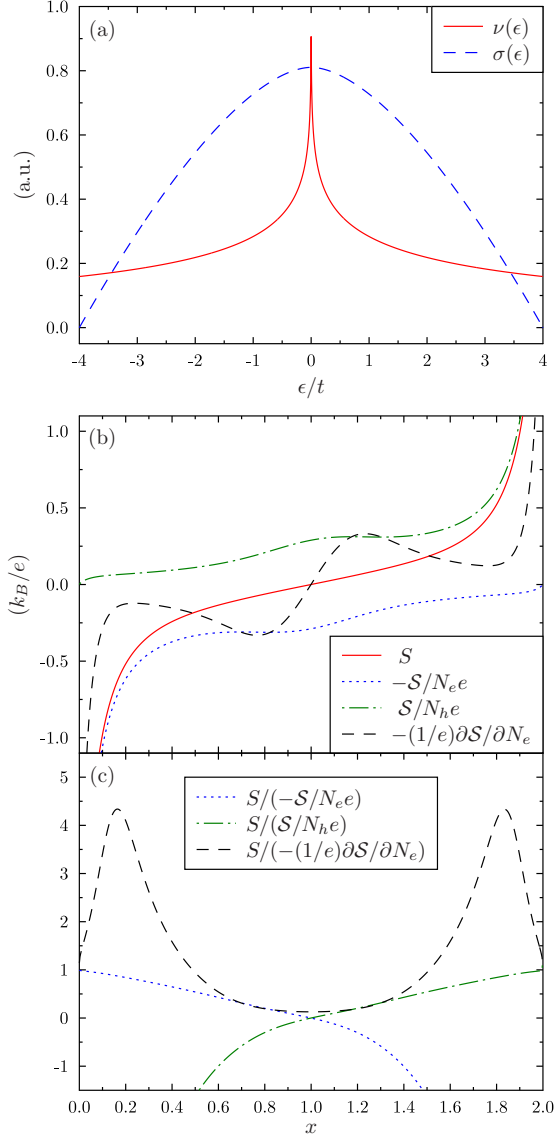 (a)
ν(ϵ)
σ(ϵ)
1.0
0.8
0.6
0.4
0.2
0.0
(a.u.)
-4 -3 -2 -1 0 1 2 3 4
ϵ/t
(b)
1.0
0.5
0.0
-0.5
-1.0
(k_B/e)
S
−𝒮/N_e e
𝒮/N_h e
−(1/e)∂𝒮/∂N_e
(c)
S/(−𝒮/N_e e)
S/(𝒮/N_h e)
S/(−(1/e)∂𝒮/∂N_e)
5
4
3
2
1
0
-1
0.0 0.2 0.4 0.6 0.8 1.0 1.2 1.4 1.6 1.8 2.0
x